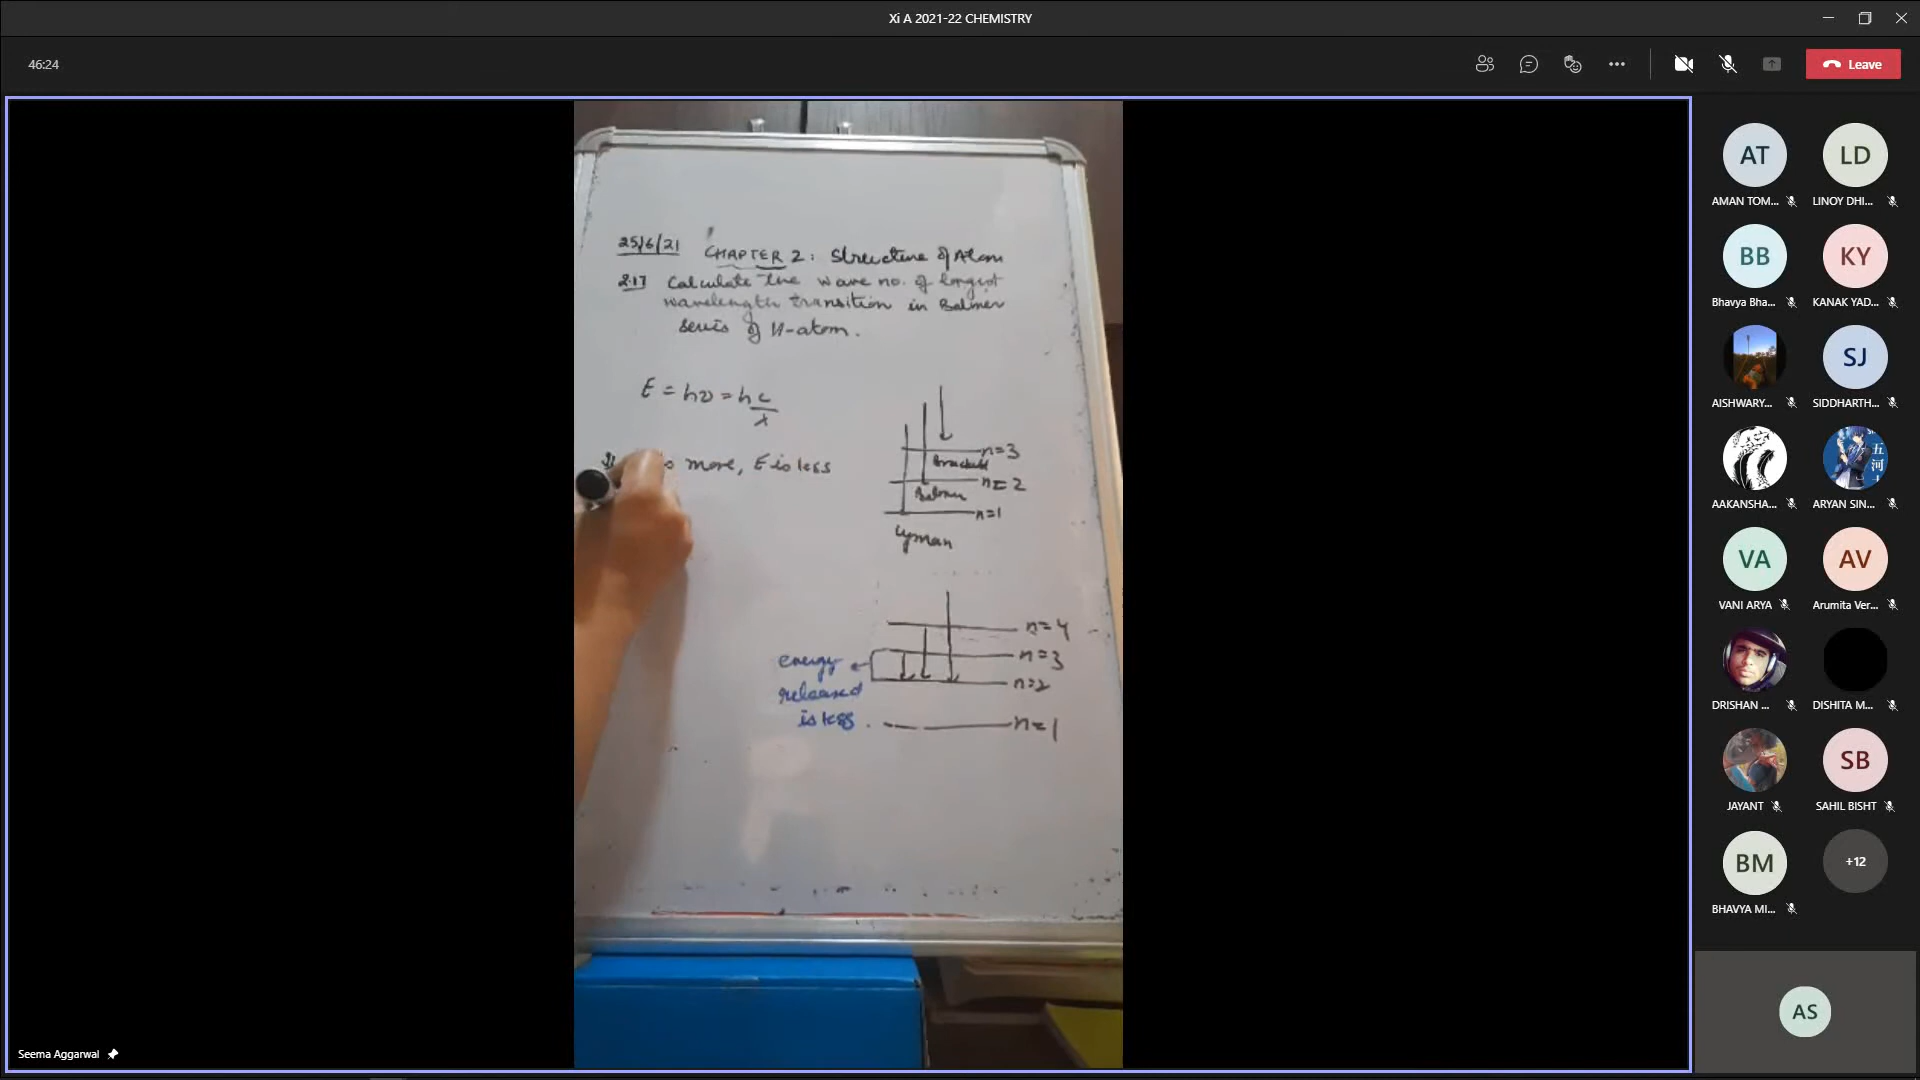 Xi A 2021-22 CHEMISTRY
46:24
Leave
25/6/21 CHAPTER 2: Structure of Atom
2.17 Calculate the wave no. of longest
wavelength transition in Balmer
series of H-atom.
E = hν = hc/λ
is more, E is less
n=3
n=2
Balmer
n=1
Lyman
n=4
n=3
n=2
n=1
energy
released
is less.
AT
AMAN TOM...
LD
LINOY DHI...
BB
Bhavya Bha...
KY
KANAK YAD...
AISHWARY...
SJ
SIDDHARTH...
AAKANSHA...
五
河
ARYAN SIN...
VA
VANI ARYA
AV
Arumita Ver...
DRISHAN ...
DISHITA M...
JAYANT
SB
SAHIL BISHT
BM
BHAVYA MI...
+12
AS
Seema Aggarwal